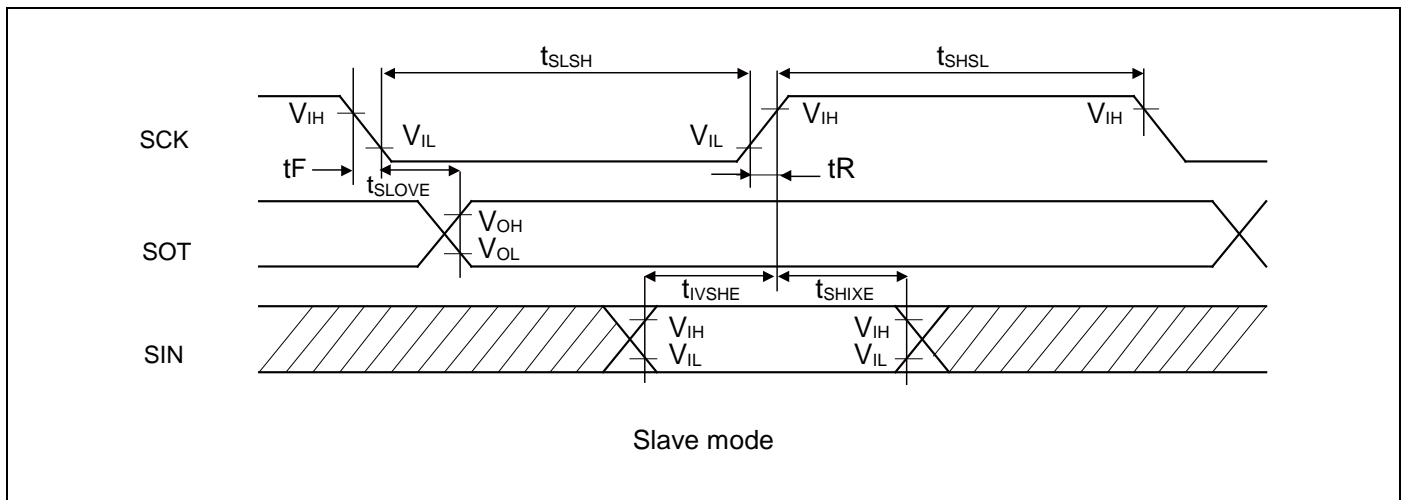 tSLSH
tSHSL
VIH
VIH
VIH
SCK
VIL
VIL
tF
tR
tSLOVE
VOH
SOT
VOL
tIVSHE
tSHIXE
VIH
VIH
SIN
VIL
VIL
Slave mode